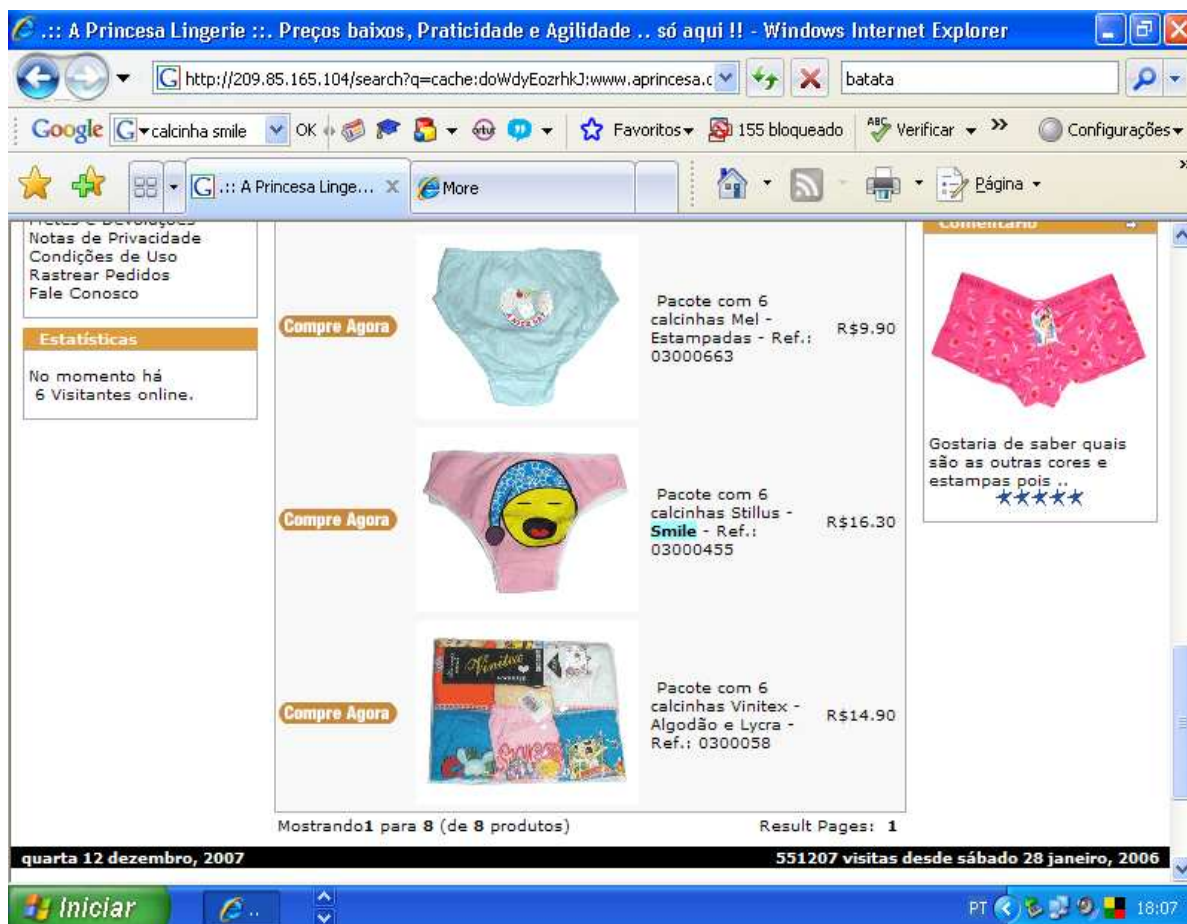 .:: A Princesa Lingerie ::. Preços baixos, Praticidade e Agilidade .. só aqui !! - Windows Internet Explorer
http://209.85.165.104/search?q=cache:doWdyEozrhkJ:www.aprincesa.c
batata
Google
calcinha smile
OK
Favoritos
155 bloqueado
Verificar
Configurações
.:: A Princesa Linge...
More
Página
Fretes e Devoluções
Notas de Privacidade
Condições de Uso
Rastrear Pedidos
Fale Conosco
Estatísticas
No momento há
6 Visitantes online.
Compre Agora
Pacote com 6
calcinhas Mel -
Estampadas - Ref.:
03000663
R$9.90
Compre Agora
Pacote com 6
calcinhas Stillus -
Smile - Ref.:
03000455
R$16.30
Compre Agora
Vinitex
Pacote com 6
calcinhas Vinitex -
Algodão e Lycra -
Ref.: 0300058
R$14.90
Mostrando1 para 8 (de 8 produtos)
Result Pages: 1
Comentário
Gostaria de saber quais
são as outras cores e
estampas pois ..
quarta 12 dezembro, 2007
551207 visitas desde sábado 28 janeiro, 2006
Iniciar
..
PT
18:07